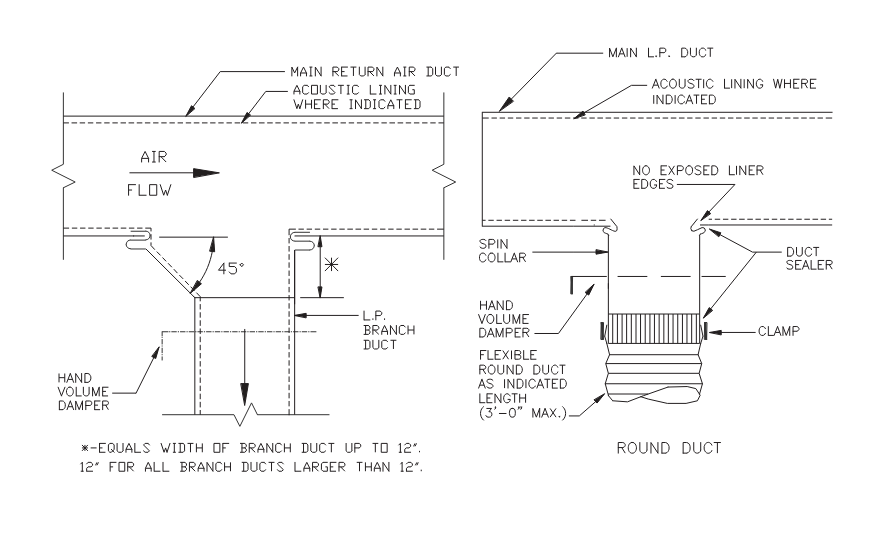 MAIN RETURN AIR DUCT
ACOUSTIC LINING
WHERE INDICATED
AIR
FLOW
45°
*
L.P.
BRANCH
DUCT
HAND
VOLUME
DAMPER
*-EQUALS WIDTH OF BRANCH DUCT UP TO 12".
12" FOR ALL BRANCH DUCTS LARGER THAN 12".
MAIN L.P. DUCT
ACOUSTIC LINING WHERE
INDICATED
NO EXPOSED LINER
EDGES
SPIN
COLLAR
DUCT
SEALER
HAND
VOLUME
DAMPER
CLAMP
FLEXIBLE
ROUND DUCT
AS INDICATED
LENGTH
(3'-0" MAX.)
ROUND DUCT